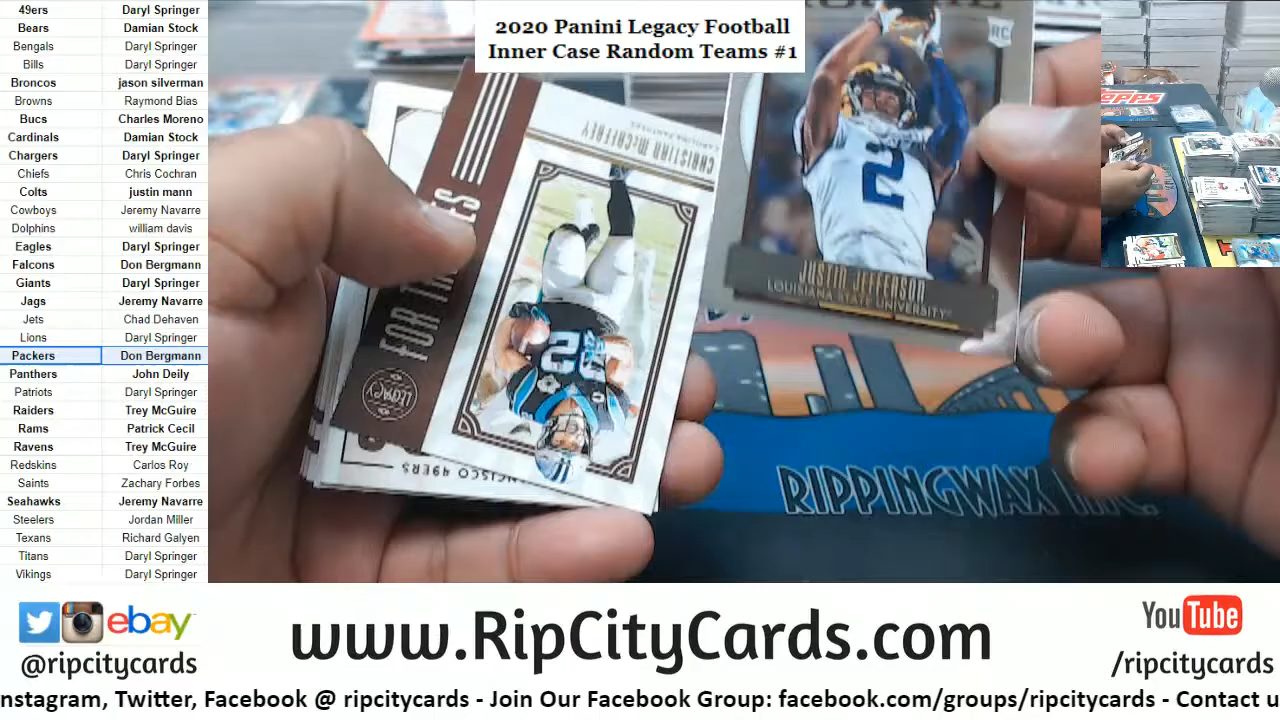 49ers Daryl Springer
Bears Damian Stock
Bengals Daryl Springer
Bills Daryl Springer
Broncos jason silverman
Browns Raymond Bias
Bucs Charles Moreno
Cardinals Damian Stock
Chargers Daryl Springer
Chiefs Chris Cochran
Colts justin mann
Cowboys Jeremy Navarre
Dolphins william davis
Eagles Daryl Springer
Falcons Don Bergmann
Giants Daryl Springer
Jags Jeremy Navarre
Jets Chad Dehaven
Lions Daryl Springer
Packers Don Bergmann
Panthers John Deily
Patriots Daryl Springer
Raiders Trey McGuire
Rams Patrick Cecil
Ravens Trey McGuire
Redskins Carlos Roy
Saints Zachary Forbes
Seahawks Jeremy Navarre
Steelers Jordan Miller
Texans Richard Galyen
Titans Daryl Springer
Vikings Daryl Springer
2020 Panini Legacy Football
Inner Case Random Teams #1
RC
2
JUSTIN JEFFERSON
LOUISIANA STATE UNIVERSITY
CHRISTIAN McCAFFREY
CAROLINA PANTHERS
FOR
LEGACY
22
49ERS
topps
RIPPINGWAX INC.
ebay
@ripcitycards
www.RipCityCards.com
YouTube
/ripcitycards
nstagram, Twitter, Facebook @ ripcitycards - Join Our Facebook Group: facebook.com/groups/ripcitycards - Contact u